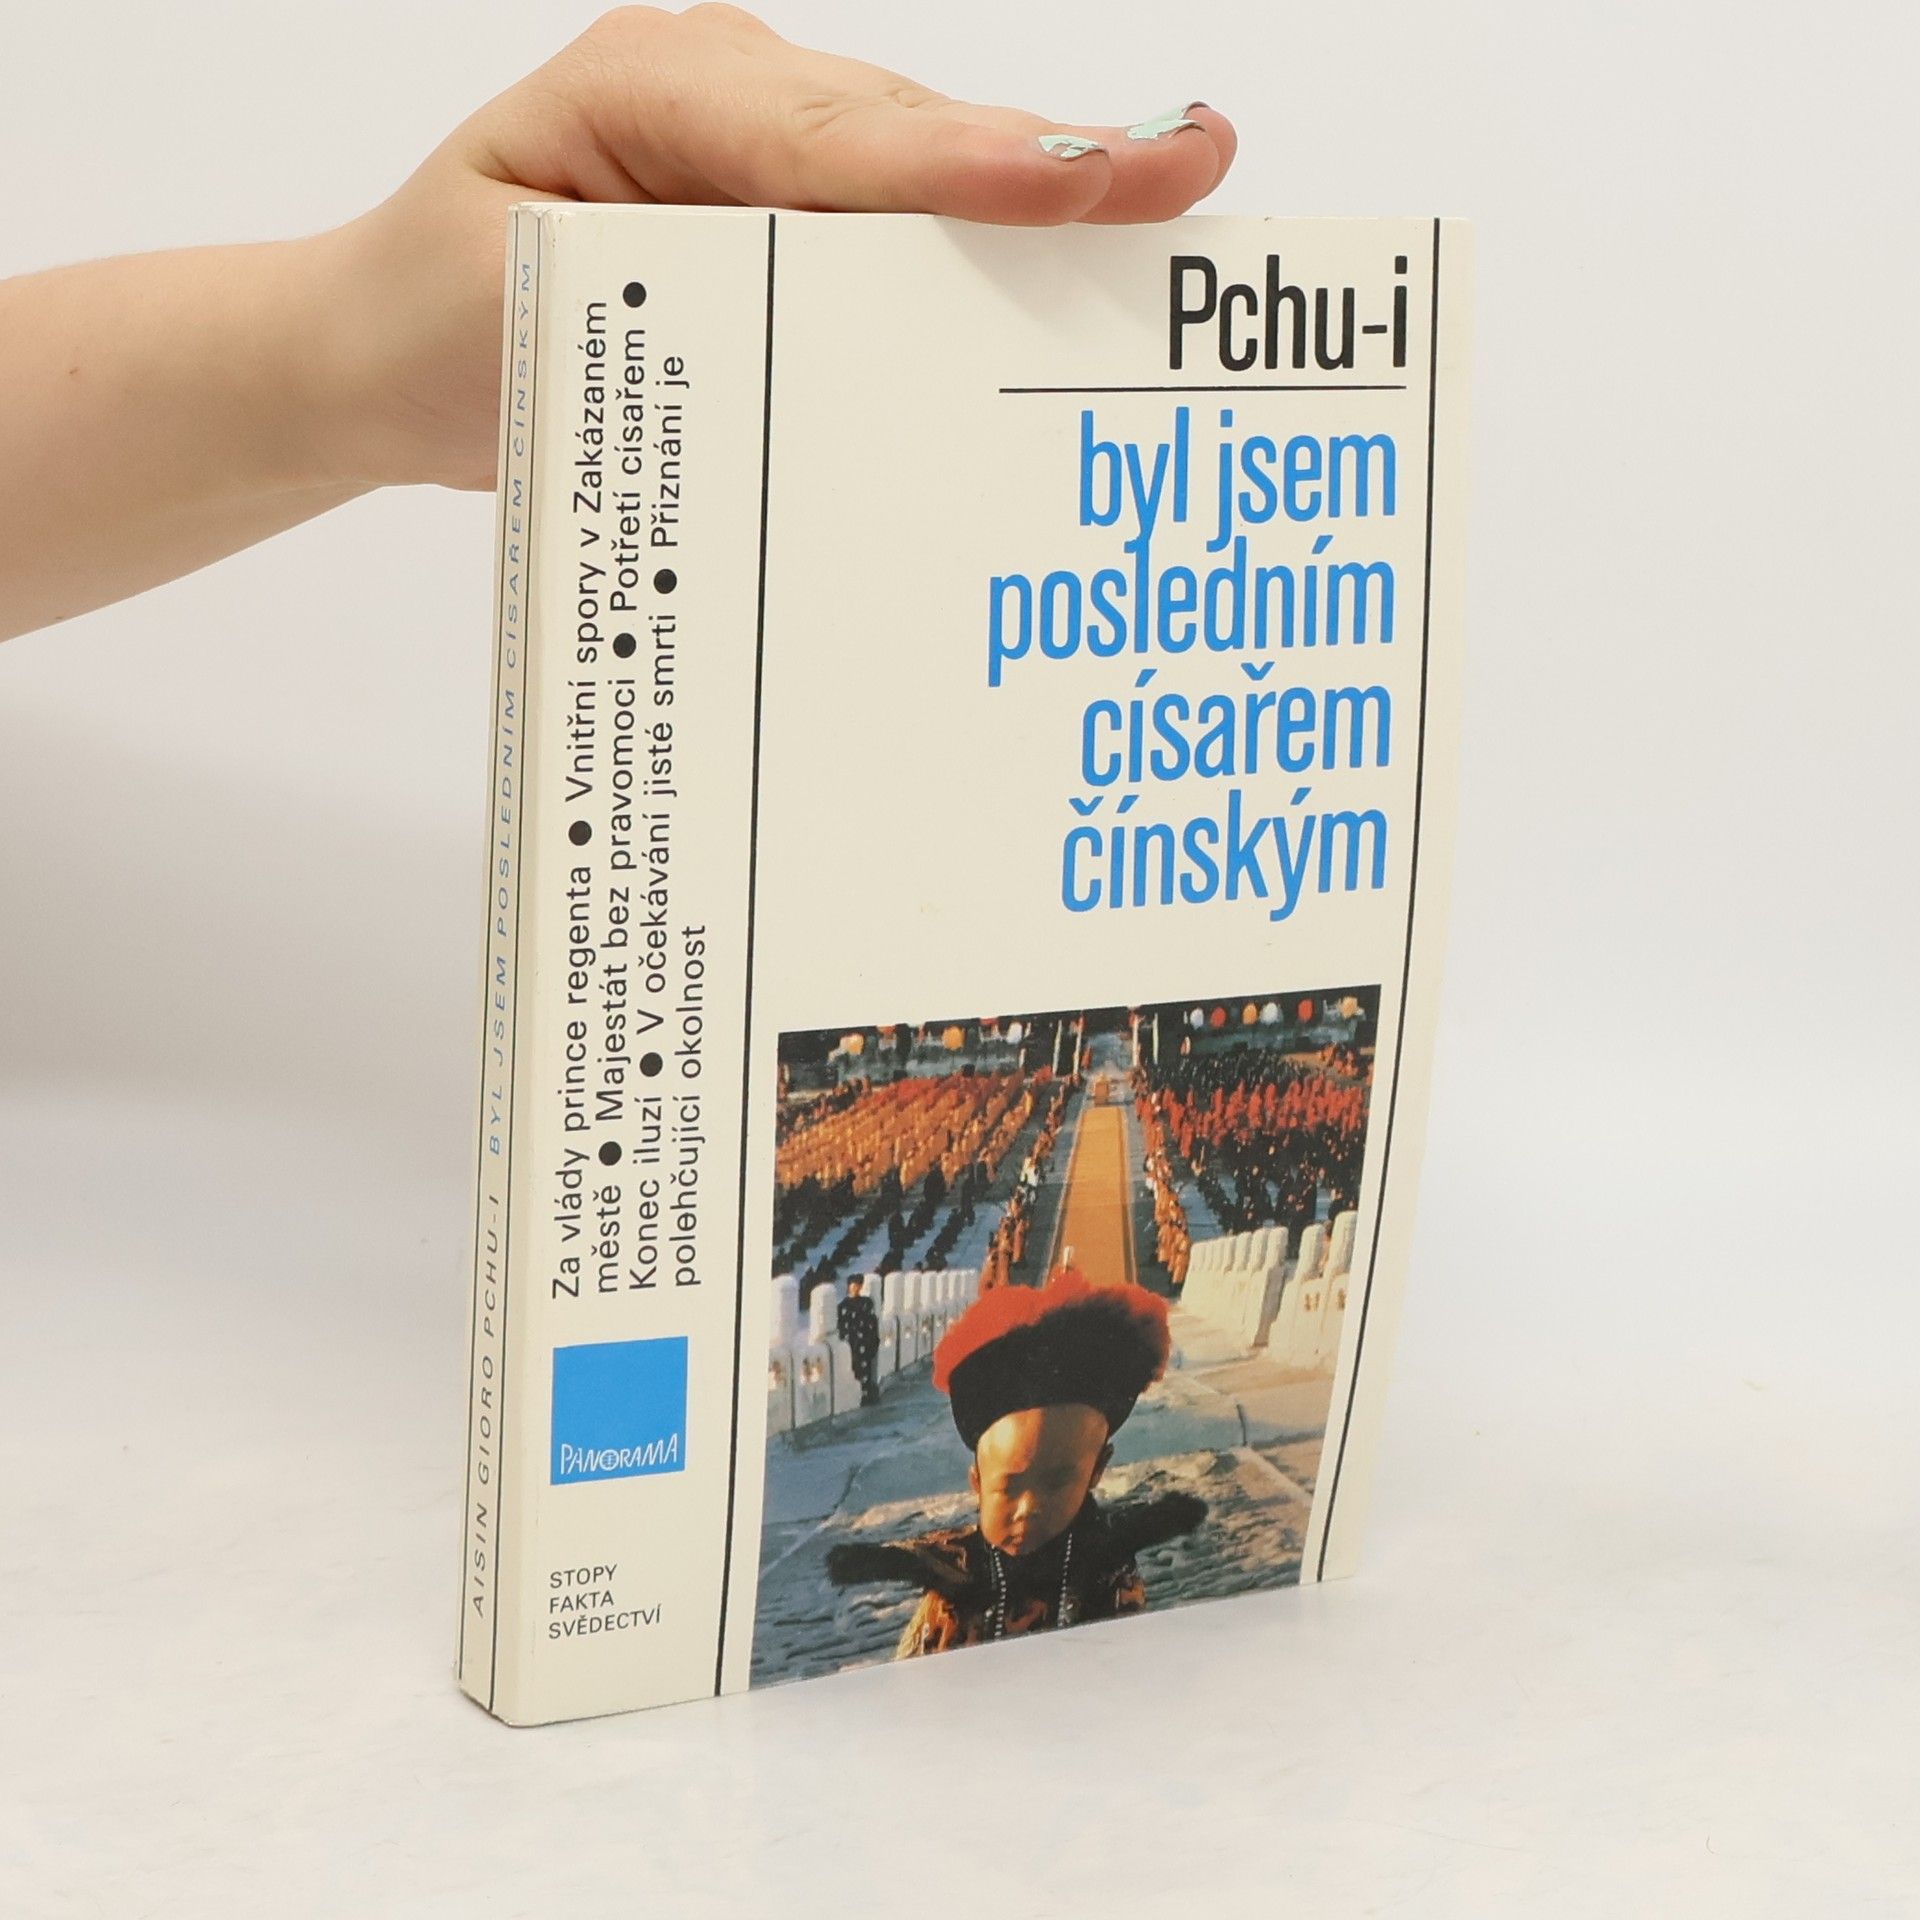 Pchu-i
byl jsem
posledním
císařem
čínským
Za vlády prince regenta ● Vnitřní spory v Zakázaném
městě ● Majestát bez pravomoci ● Potřetí císařem ●
Konec iluzí ● V očekávání jisté smrti ● Přiznání je
polehčující okolnost
PANORAMA
STOPY
FAKTA
SVĚDECTVÍ
AISIN GIORO PCHU-I BYL JSEM POSLEDNÍM CÍSAŘEM ČÍNSKÝM